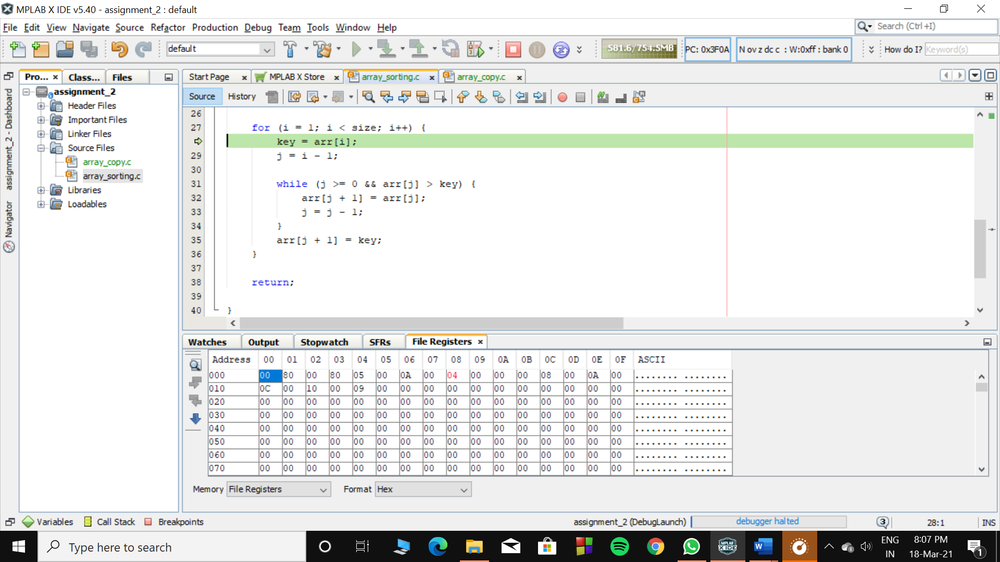 MPLAB X IDE v5.40 - assignment_2 : default
File Edit View Navigate Source Refactor Production Debug Team Tools Window Help
Search (Ctrl+I)
default
581.6/754.5MB
PC: 0x3F0A
N ov z dc c : W:0xff : bank 0
How do I?
Keyword(s)
Pro...
Class...
Files
Start Page
MPLAB X Store
array_sorting.c
array_copy.c
assignment_2 - Dashboard
Navigator
assignment_2
Header Files
Important Files
Linker Files
Source Files
array_copy.c
array_sorting.c
Libraries
Loadables
Source History
26
27 for (i = 1; i < size; i++) {
key = arr[i];
29 j = i - 1;
30
31 while (j >= 0 && arr[j] > key) {
32 arr[j + 1] = arr[j];
33 j = j - 1;
34 }
35 arr[j + 1] = key;
36 }
37
38 return;
39
40 }
Watches Output Stopwatch SFRs File Registers
Address 00 01 02 03 04 05 06 07 08 09 0A 0B 0C 0D 0E 0F ASCII
000 00 80 00 80 05 00 0A 00 04 00 00 00 08 00 0A 00 ........ ........
010 0C 00 10 00 09 00 00 00 00 00 00 00 00 00 00 00 ........ ........
020 00 00 00 00 00 00 00 00 00 00 00 00 00 00 00 00 ........ ........
030 00 00 00 00 00 00 00 00 00 00 00 00 00 00 00 00 ........ ........
040 00 00 00 00 00 00 00 00 00 00 00 00 00 00 00 00 ........ ........
050 00 00 00 00 00 00 00 00 00 00 00 00 00 00 00 00 ........ ........
060 00 00 00 00 00 00 00 00 00 00 00 00 00 00 00 00 ........ ........
070 00 00 00 00 00 00 00 00 00 00 00 00 00 00 00 00 ........ ........
Memory File Registers Format Hex
Variables Call Stack Breakpoints
assignment_2 (DebugLaunch)
debugger halted
3
28:1
INS
Type here to search
MPLAB X IDE
W
ENG
IN
8:07 PM
18-Mar-21
1